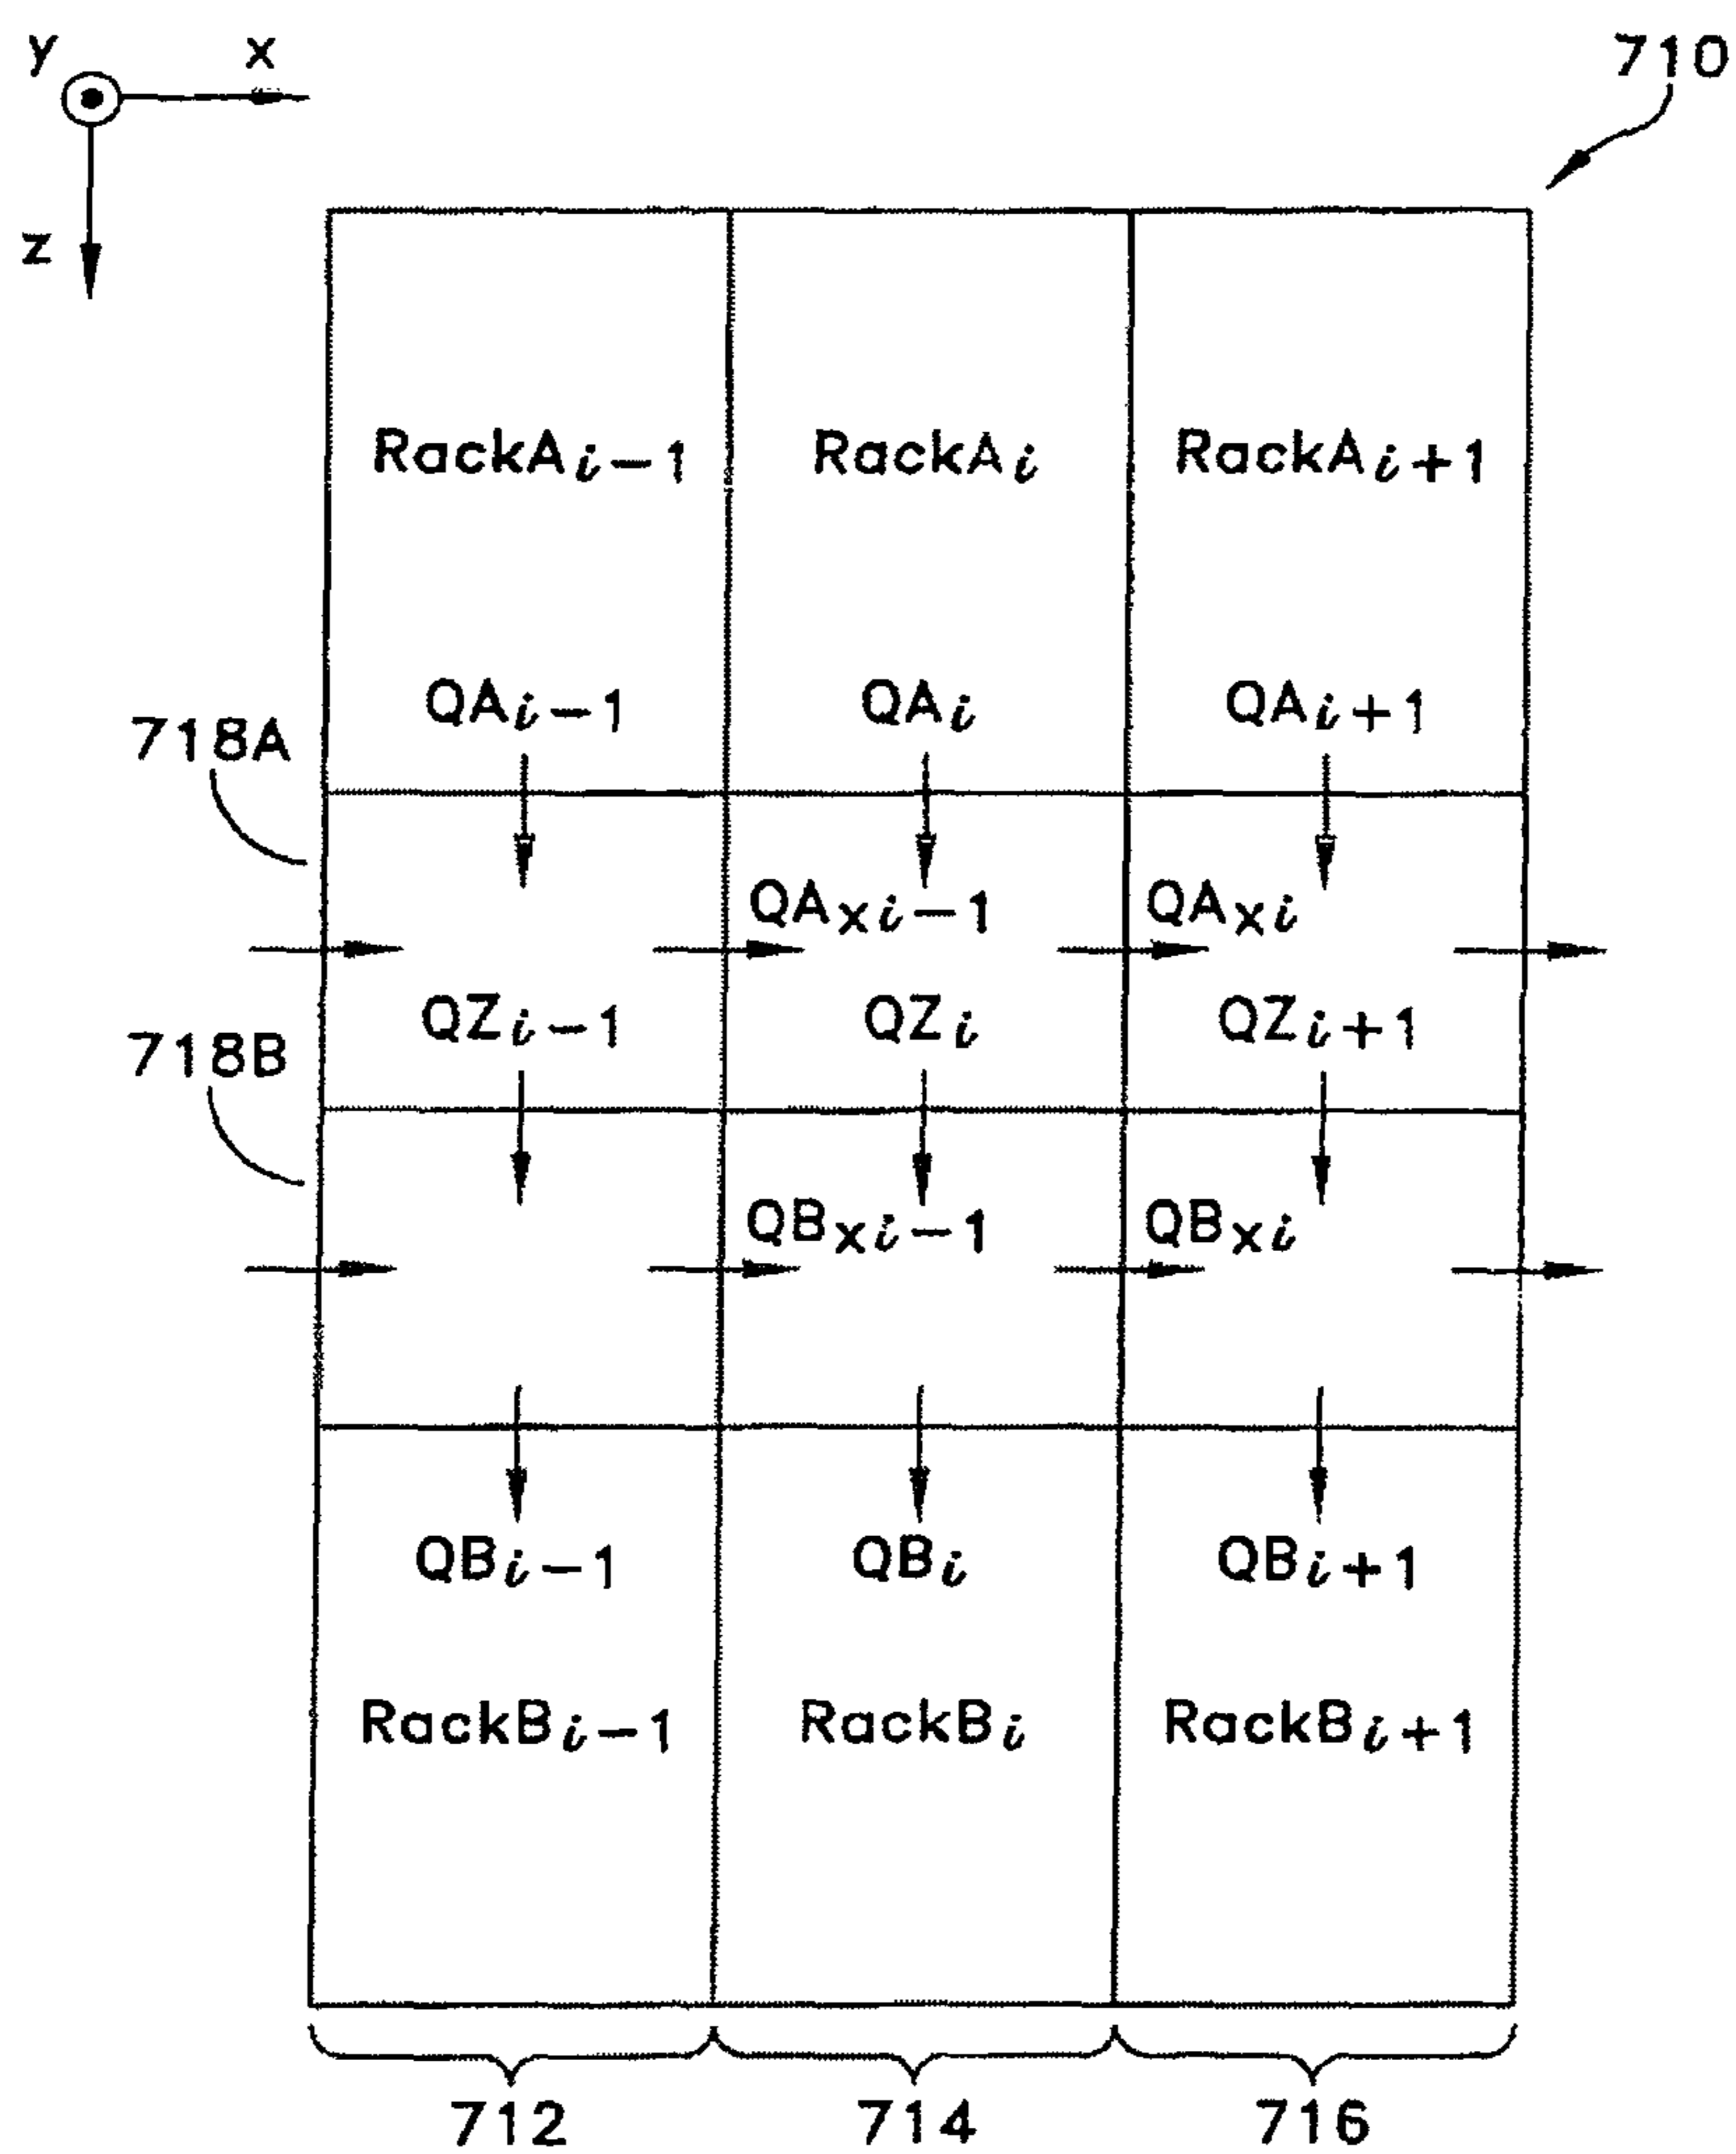 y x
710
z
RackAi−1 RackAi RackAi+1
QAi−1 QAi QAi+1
718A
QAxi−1 QAxi
QZi−1 QZi QZi+1
718B
QBxi−1 QBxi
QBi−1 QBi QBi+1
RackBi−1 RackBi RackBi+1
712 714 716